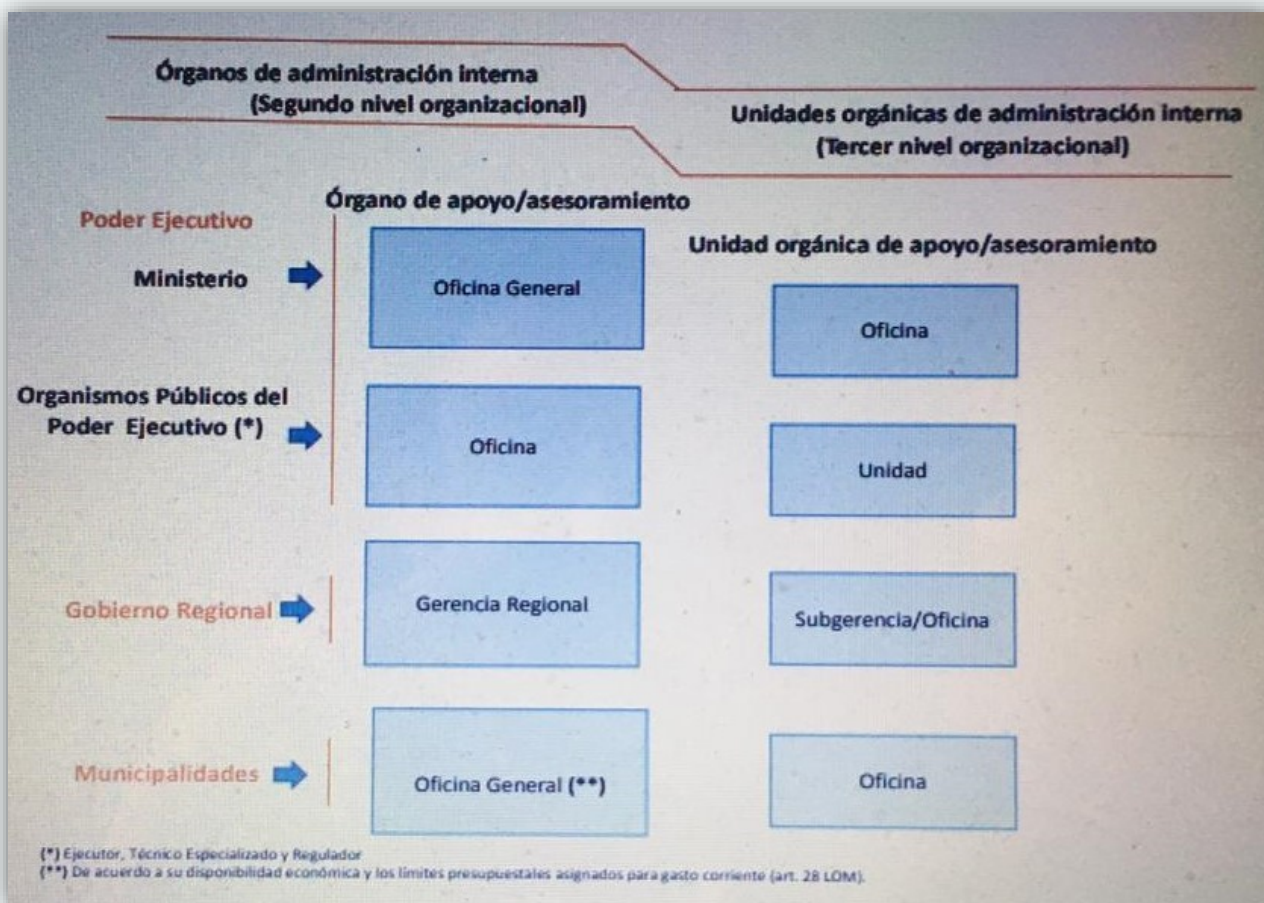 Órganos de administración interna
(Segundo nivel organizacional)
Unidades orgánicas de administración interna
(Tercer nivel organizacional)
Órgano de apoyo/asesoramiento
Unidad orgánica de apoyo/asesoramiento
Poder Ejecutivo
Ministerio
Oficina General
Oficina
Organismos Públicos del
Poder Ejecutivo (*)
Oficina
Unidad
Gobierno Regional
Gerencia Regional
Subgerencia/Oficina
Municipalidades
Oficina General (**)
Oficina
(*) Ejecutor, Técnico Especializado y Regulador
(**) De acuerdo a su disponibilidad económica y los límites presupuestales asignados para gasto corriente (art. 28 LOM).